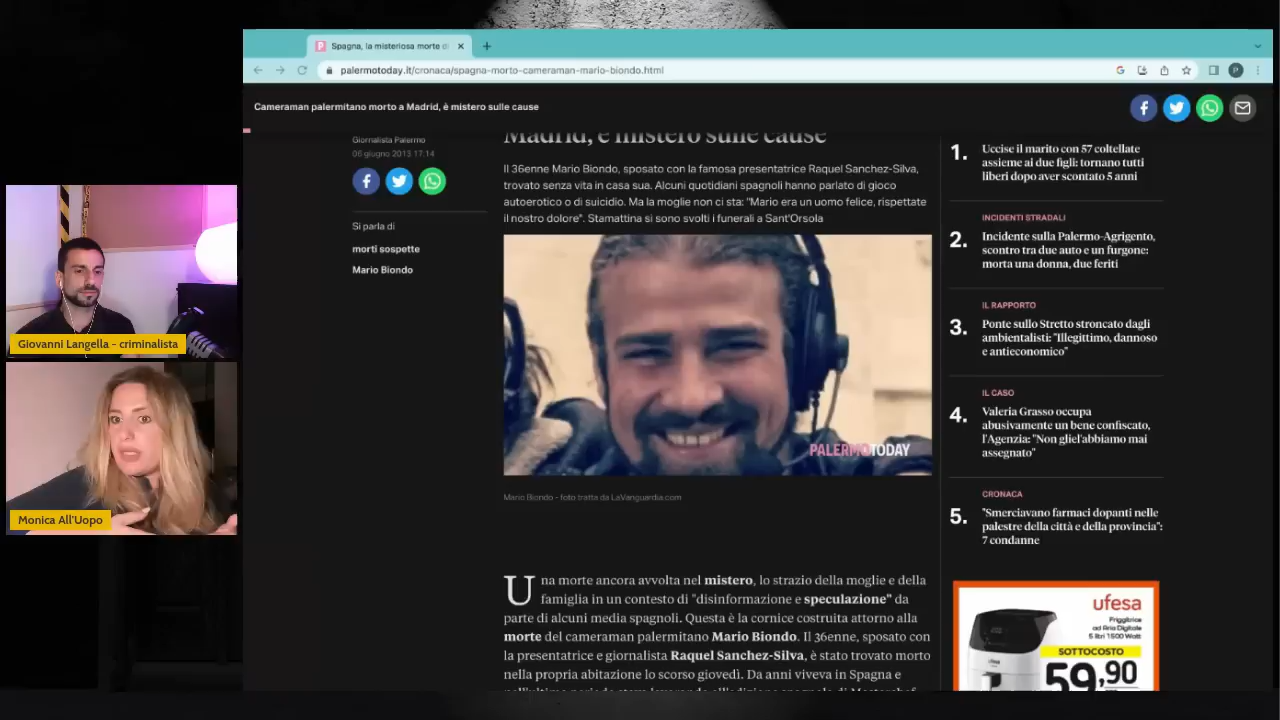 Spagna, la misteriosa morte d
palermotoday.it/cronaca/spagna-morto-cameraman-mario-biondo.html
Cameraman palermitano morto a Madrid, è mistero sulle cause
Madrid, è mistero sulle cause
Giornalista Palermo
06 giugno 2013 17:14
Si parla di
morti sospette
Mario Biondo
Il 36enne Mario Biondo, sposato con la famosa presentatrice Raquel Sanchez-Silva,
trovato senza vita in casa sua. Alcuni quotidiani spagnoli hanno parlato di gioco
autoerotico o di suicidio. Ma la moglie non ci sta: "Mario era un uomo felice, rispettate
il nostro dolore". Stamattina si sono svolti i funerali a Sant'Orsola
PALERMOTODAY
Mario Biondo - foto tratta da LaVanguardia.com
Una morte ancora avvolta nel mistero, lo strazio della moglie e della
famiglia in un contesto di "disinformazione e speculazione" da
parte di alcuni media spagnoli. Questa è la cornice costruita attorno alla
morte del cameraman palermitano Mario Biondo. Il 36enne, sposato con
la presentatrice e giornalista Raquel Sanchez-Silva, è stato trovato morto
nella propria abitazione lo scorso giovedì. Da anni viveva in Spagna e
1.
Uccise il marito con 57 coltellate
assieme ai due figli: tornano tutti
liberi dopo aver scontato 5 anni
INCIDENTI STRADALI
2.
Incidente sulla Palermo-Agrigento,
scontro tra due auto e un furgone:
morta una donna, due feriti
IL RAPPORTO
3.
Ponte sullo Stretto stroncato dagli
ambientalisti: "Illegittimo, dannoso
e antieconomico"
IL CASO
4.
Valeria Grasso occupa
abusivamente un bene confiscato,
l'Agenzia: "Non gliel'abbiamo mai
assegnato"
CRONACA
5.
"Smerciavano farmaci dopanti nelle
palestre della città e della provincia":
7 condanne
ufesa
Friggitrice
ad Aria Digitale
5 litri 1500 Watt
SOTTOCOSTO
59,90
Giovanni Langella - criminalista
Monica All'Uopo